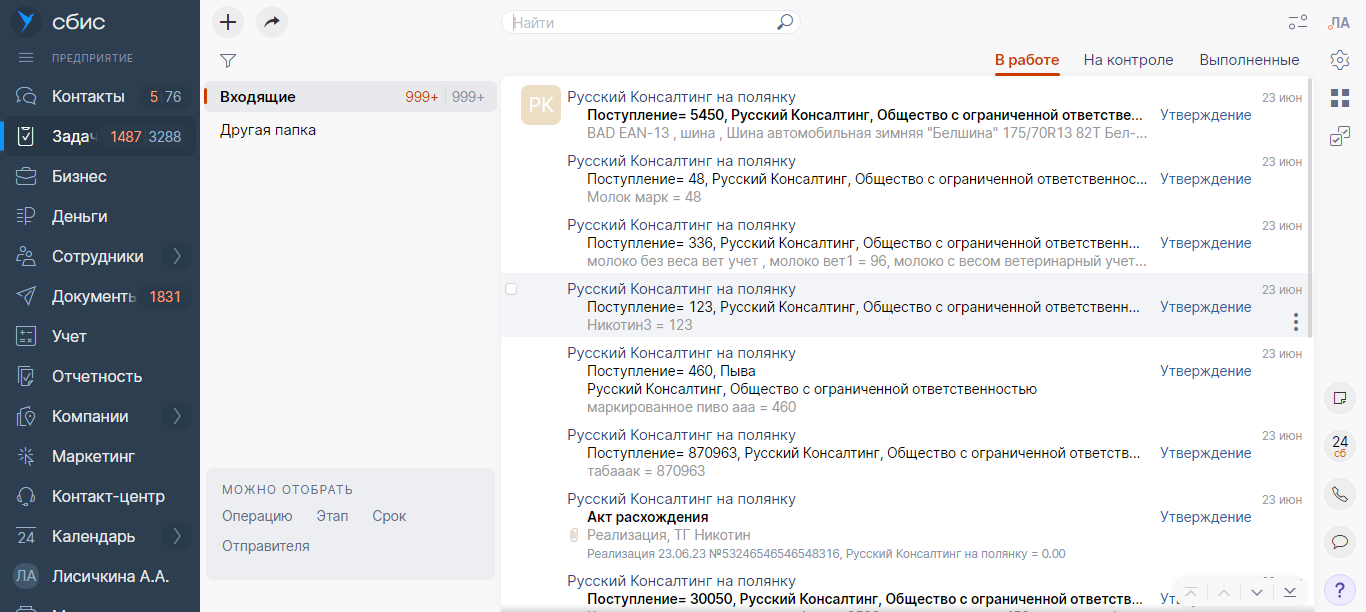 сбис
ПРЕДПРИЯТИЕ
Контакты 5 76
Задач 1487 3288
Бизнес
Деньги
Сотрудники
Документь 1831
Учет
Отчетность
Компании
Маркетинг
Контакт-центр
24 Календарь
ЛА Лисичкина А.А.
Входящие 999+ 999+
Другая папка
МОЖНО ОТОБРАТЬ
Операцию Этап Срок
Отправителя
Найти
В работе На контроле Выполненные
РК
Русский Консалтинг на полянку 23 июн
Поступление= 5450, Русский Консалтинг, Общество с ограниченной ответстве... Утверждение
BAD EAN-13 , шина , Шина автомобильная зимняя "Белшина" 175/70R13 82T Бел-...
Русский Консалтинг на полянку 23 июн
Поступление= 48, Русский Консалтинг, Общество с ограниченной ответственнос... Утверждение
Молок марк = 48
Русский Консалтинг на полянку 23 июн
Поступление= 336, Русский Консалтинг, Общество с ограниченной ответственн... Утверждение
молоко без веса вет учет , молоко вет1 = 96, молоко с весом ветеринарный учет...
Русский Консалтинг на полянку 23 июн
Поступление= 123, Русский Консалтинг, Общество с ограниченной ответственн... Утверждение
Никотин3 = 123
Русский Консалтинг на полянку 23 июн
Поступление= 460, Пыва Утверждение
Русский Консалтинг, Общество с ограниченной ответственностью
маркированное пиво ааа = 460
Русский Консалтинг на полянку 23 июн
Поступление= 870963, Русский Консалтинг, Общество с ограниченной ответств... Утверждение
табааак = 870963
Русский Консалтинг на полянку 23 июн
Акт расхождения Утверждение
Реализация, ТГ Никотин
Реализация 23.06.23 №53246546546548316, Русский Консалтинг на полянку = 0.00
Русский Консалтинг на полянку
Поступление= 30050, Русский Консалтинг, Общество с ограниченной ответстве...
ЛА
24
сб
?